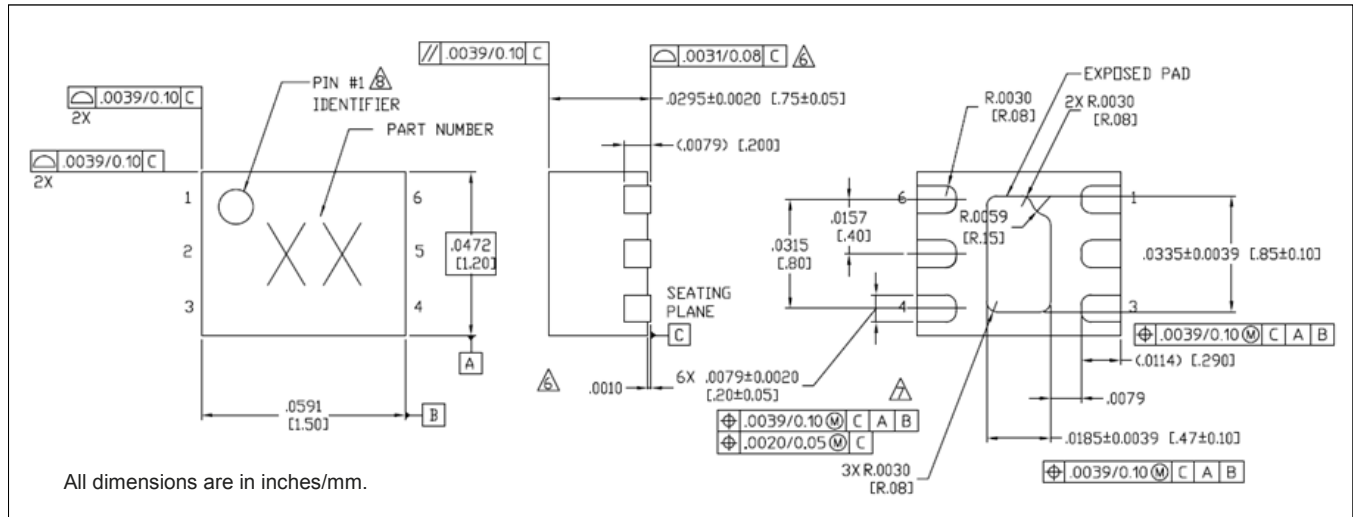 ⌓ .0039/0.10 C
2X
⌓ .0039/0.10 C
2X
PIN #1 8
IDENTIFIER
PART NUMBER
1
2
3
6
5
4
XX
.0472
[1.20]
A
.0591
[1.50]
B
// .0039/0.10 C
⌓ .0031/0.08 C 6
.0295±0.0020 [.75±0.05]
(.0079) [.200]
SEATING
PLANE
C
6
.0010
EXPOSED PAD
R.0030
[R.08]
2X R.0030
[R.08]
6
1
.0157
[.40]
R.0059
[R.15]
.0315
[.80]
.0335±0.0039 [.85±0.10]
4
3
⌖ .0039/0.10 Ⓜ C A B
(.0114) [.290]
6X .0079±0.0020
[.20±0.05]
7
⌖ .0039/0.10 Ⓜ C A B
⌖ .0020/0.05 Ⓜ C
.0079
.0185±0.0039 [.47±0.10]
3X R.0030
[R.08]
⌖ .0039/0.10 Ⓜ C A B
All dimensions are in inches/mm.